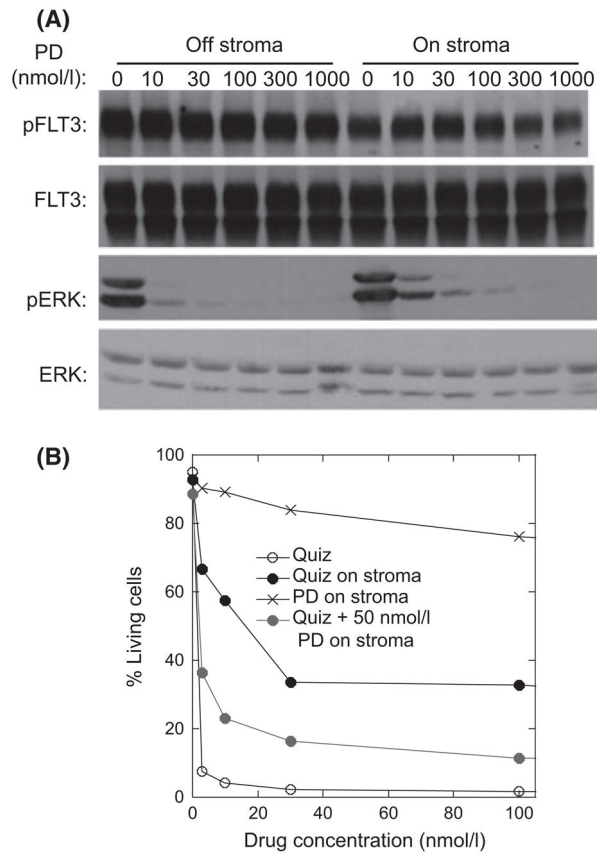 (A)
PD
(nmol/l):
Off stroma
On stroma
0 10 30 100 300 1000 0 10 30 100 300 1000
pFLT3:
FLT3:
pERK:
ERK:
(B)
% Living cells
100
80
60
40
20
0
Quiz
Quiz on stroma
PD on stroma
Quiz + 50 nmol/l
PD on stroma
0 20 40 60 80 100
Drug concentration (nmol/l)